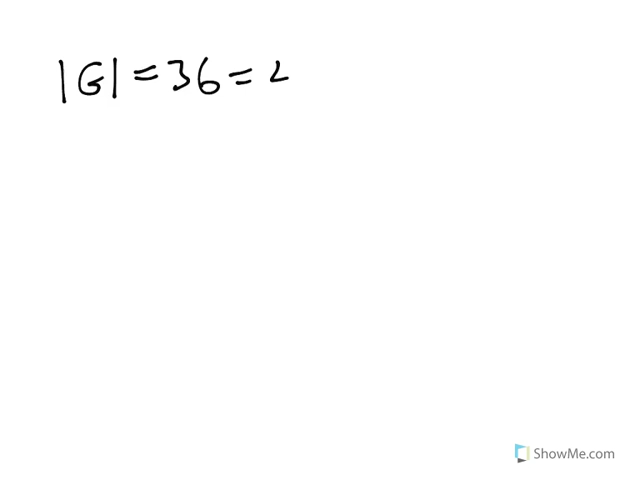 |G| = 36 = 2
ShowMe.com